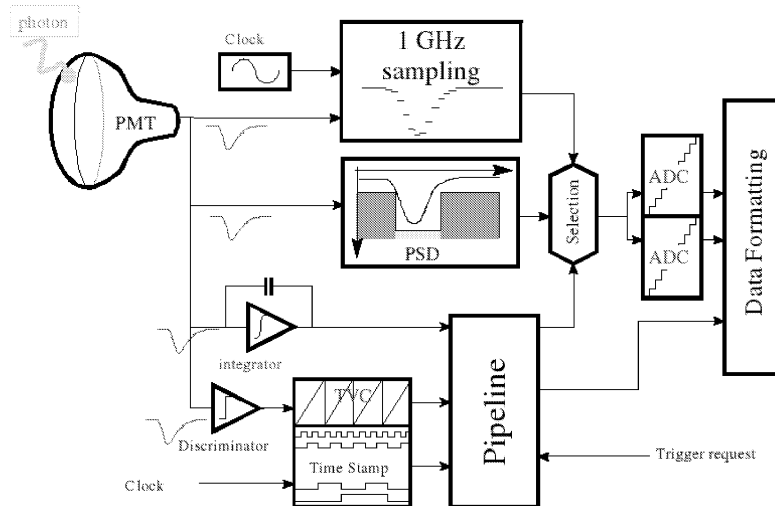 photon
Clock
1 GHz
sampling
PMT
ADC
Selection
PSD
ADC
Data Formatting
integrator
TVC
Pipeline
Discriminator
Time Stamp
Trigger request
Clock